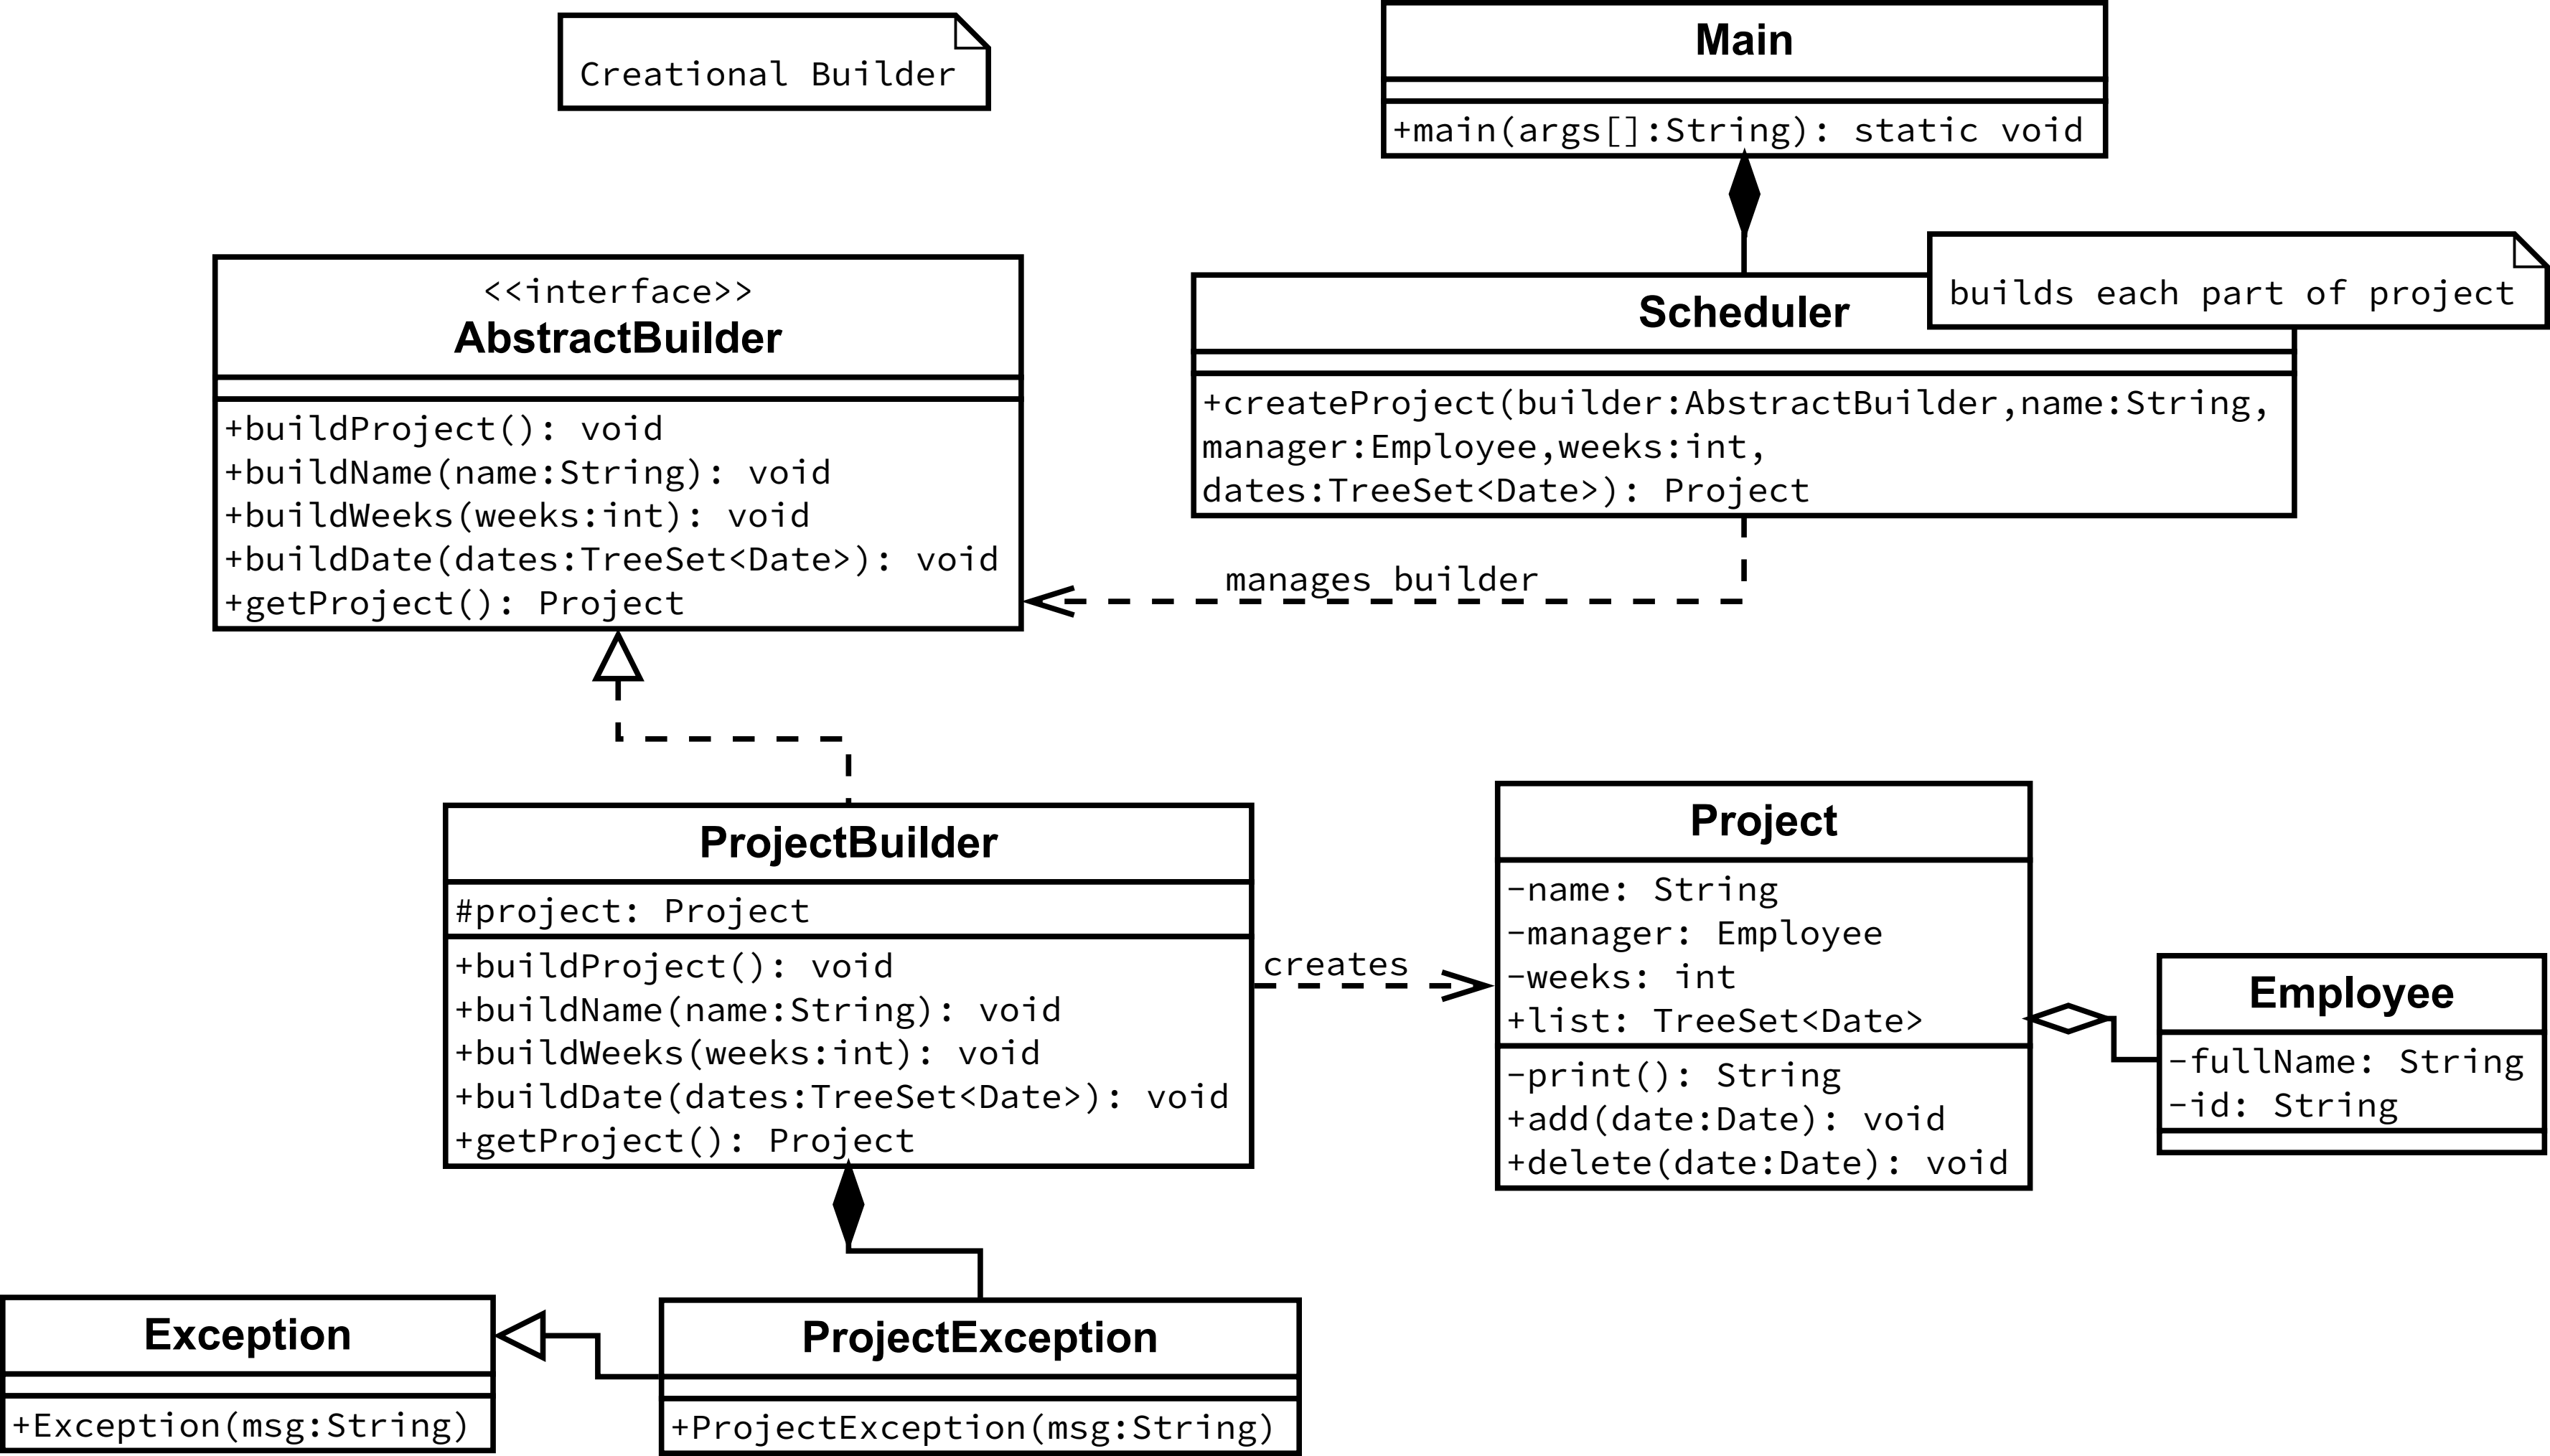 Creational Builder
Main
+main(args[]:String): static void
<<interface>>
AbstractBuilder
+buildProject(): void
+buildName(name:String): void
+buildWeeks(weeks:int): void
+buildDate(dates:TreeSet<Date>): void
+getProject(): Project
builds each part of project
Scheduler
+createProject(builder:AbstractBuilder,name:String,
manager:Employee,weeks:int,
dates:TreeSet<Date>): Project
manages builder
ProjectBuilder
#project: Project
+buildProject(): void
+buildName(name:String): void
+buildWeeks(weeks:int): void
+buildDate(dates:TreeSet<Date>): void
+getProject(): Project
creates
Project
-name: String
-manager: Employee
-weeks: int
+list: TreeSet<Date>
-print(): String
+add(date:Date): void
+delete(date:Date): void
Employee
-fullName: String
-id: String
Exception
+Exception(msg:String)
ProjectException
+ProjectException(msg:String)